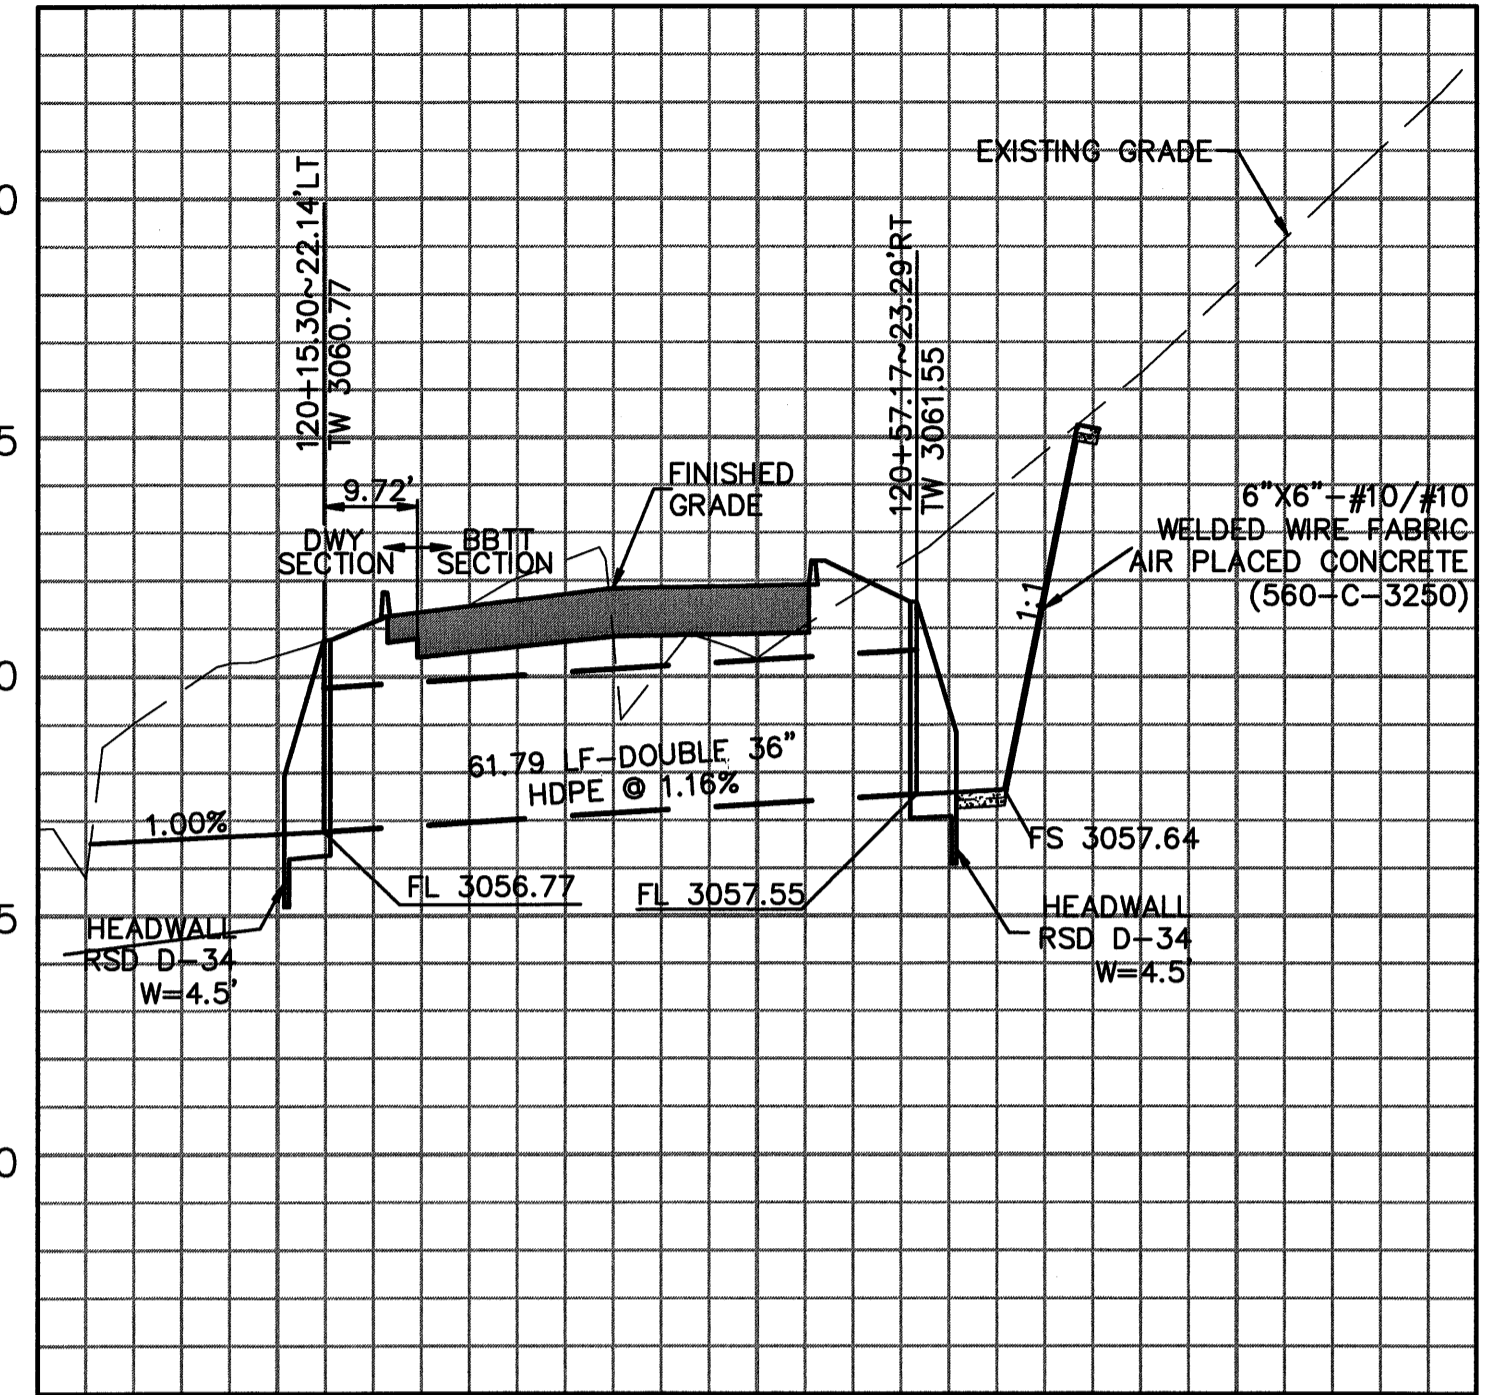 EXISTING GRADE
0
120+15.30~22.14'LT
TW 3060.77
120+57.17~23.29'RT
TW 3061.55
5
FINISHED
GRADE
9.72'
6"X6"-#10/#10
WELDED WIRE FABRIC
AIR PLACED CONCRETE
(560-C-3250)
DWY
SECTION
BBTT
SECTION
1:1
0
61.79 LF-DOUBLE 36"
HDPE @ 1.16%
1.00%
FS 3057.64
FL 3056.77
FL 3057.55
5
HEADWALL
RSD D-34
W=4.5'
HEADWALL
RSD D-34
W=4.5'
0